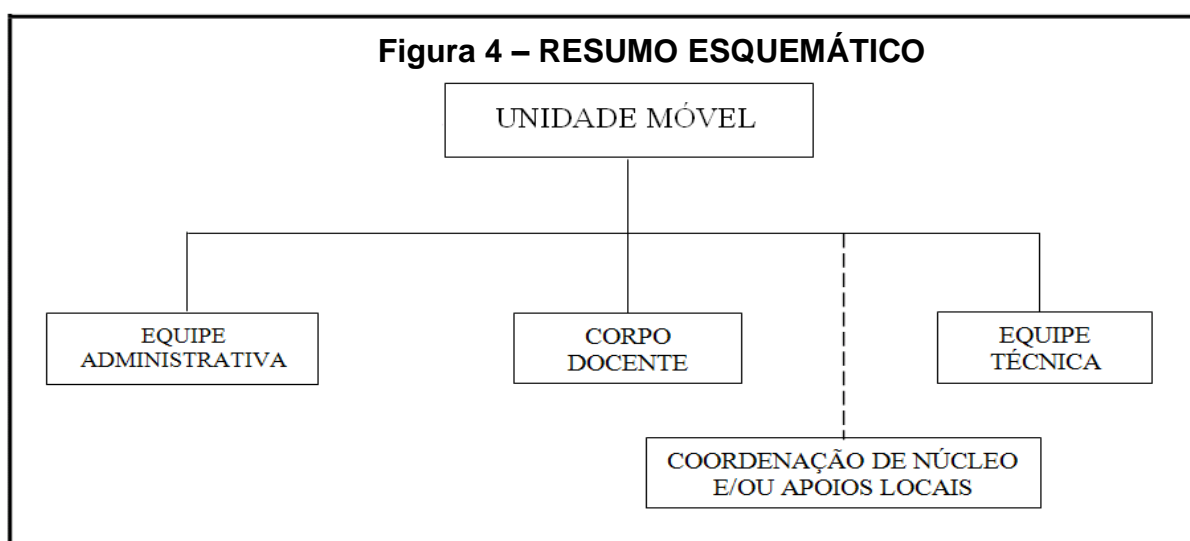 Figura 4 – RESUMO ESQUEMÁTICO
UNIDADE MÓVEL
EQUIPE
ADMINISTRATIVA
CORPO
DOCENTE
EQUIPE
TÉCNICA
COORDENAÇÃO DE NÚCLEO
E/OU APOIOS LOCAIS